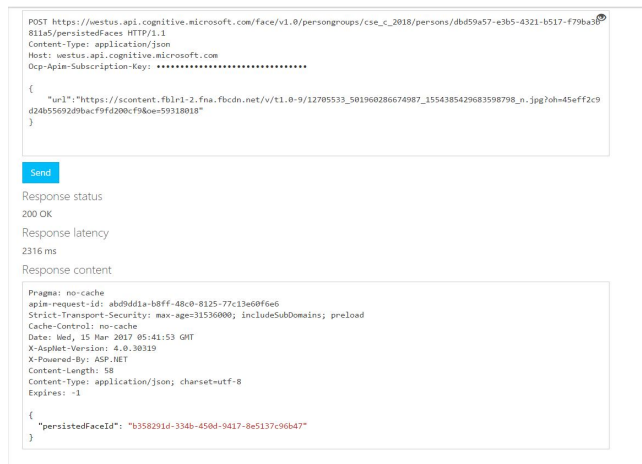 POST https://westus.api.cognitive.microsoft.com/face/v1.0/persongroups/cse_c_2018/persons/dbd59a57-e3b5-4321-b517-f79ba3b
811a5/persistedFaces HTTP/1.1
Content-Type: application/json
Host: westus.api.cognitive.microsoft.com
Ocp-Apim-Subscription-Key: ••••••••••••••••••••••••••••••••
{
"url":"https://scontent.fblr1-2.fna.fbcdn.net/v/t1.0-9/12705533_501960286674987_1554385429683598798_n.jpg?oh=45eff2c9
d24b55692d9bacf9fd200cf9&oe=59318018"
}
Send
Response status
200 OK
Response latency
2316 ms
Response content
Pragma: no-cache
apim-request-id: abd9dd1a-b8ff-48c0-8125-77c13e60f6e6
Strict-Transport-Security: max-age=31536000; includeSubDomains; preload
Cache-Control: no-cache
Date: Wed, 15 Mar 2017 05:41:53 GMT
X-AspNet-Version: 4.0.30319
X-Powered-By: ASP.NET
Content-Length: 58
Content-Type: application/json; charset=utf-8
Expires: -1
{
"persistedFaceId": "b358291d-334b-450d-9417-8e5137c96b47"
}